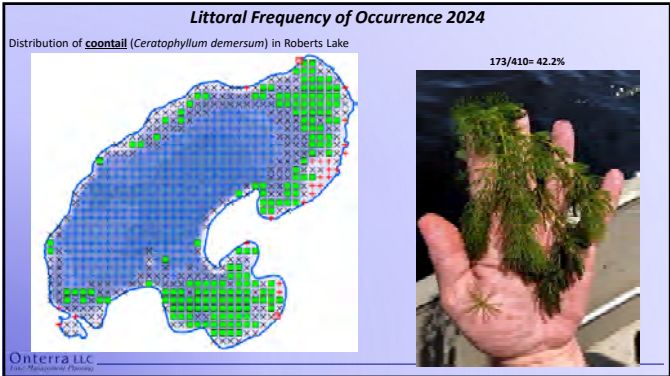 Littoral Frequency of Occurrence 2024
Distribution of coontail (Ceratophyllum demersum) in Roberts Lake
173/410= 42.2%
Onterra LLC
Lake Management Planning